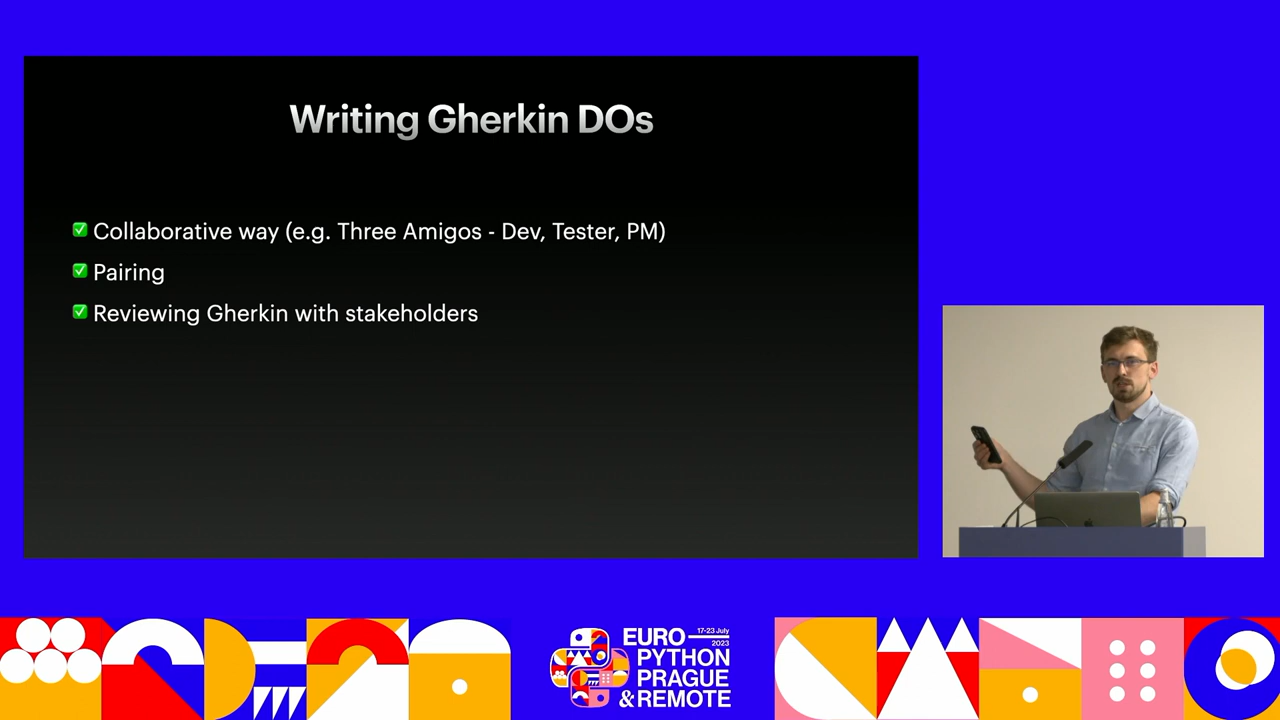 Writing Gherkin DOs
✅ Collaborative way (e.g. Three Amigos - Dev, Tester, PM)
✅ Pairing
✅ Reviewing Gherkin with stakeholders
EURO 17-23 July 2023
PYTHON
PRAGUE
& REMOTE